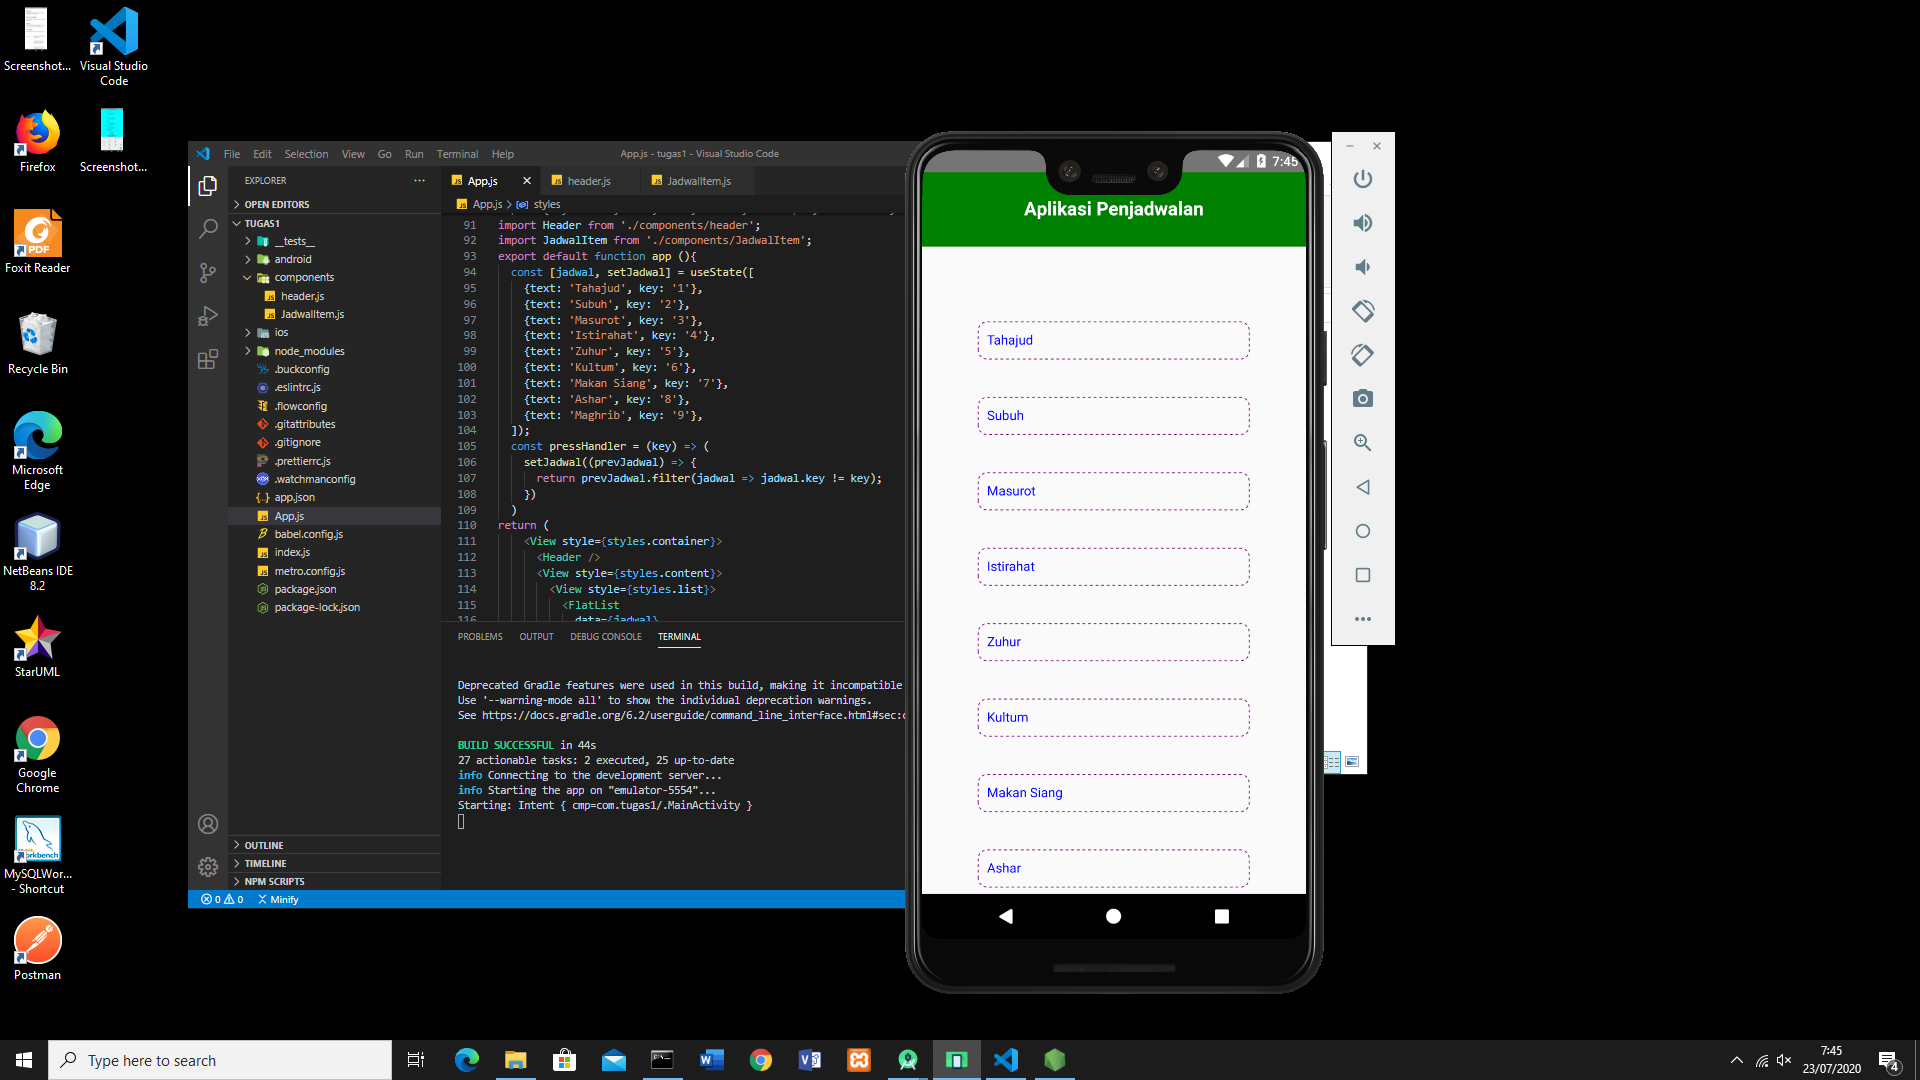 Screenshot...
Visual Studio
Code
Firefox
Screenshot...
PDF
Foxit Reader
Recycle Bin
Microsoft
Edge
NetBeans IDE
8.2
StarUML
Google
Chrome
MySQLWor...
- Shortcut
Postman
File Edit Selection View Go Run Terminal Help
App.js - tugas1 - Visual Studio Code
EXPLORER
OPEN EDITORS
TUGAS1
__tests__
android
components
header.js
JadwalItem.js
ios
node_modules
.buckconfig
.eslintrc.js
.flowconfig
.gitattributes
.gitignore
.prettierrc.js
.watchmanconfig
app.json
App.js
babel.config.js
index.js
metro.config.js
package.json
package-lock.json
OUTLINE
TIMELINE
NPM SCRIPTS
0 0 Minify
App.js header.js JadwalItem.js
App.js > styles
91 import Header from './components/header';
92 import JadwalItem from './components/JadwalItem';
93 export default function app (){
94 const [jadwal, setJadwal] = useState([
95 {text: 'Tahajud', key: '1'},
96 {text: 'Subuh', key: '2'},
97 {text: 'Masurot', key: '3'},
98 {text: 'Istirahat', key: '4'},
99 {text: 'Zuhur', key: '5'},
100 {text: 'Kultum', key: '6'},
101 {text: 'Makan Siang', key: '7'},
102 {text: 'Ashar', key: '8'},
103 {text: 'Maghrib', key: '9'},
104 ]);
105 const pressHandler = (key) => (
106 setJadwal((prevJadwal) => {
107 return prevJadwal.filter(jadwal => jadwal.key != key);
108 })
109 )
110 return (
111 <View style={styles.container}>
112 <Header />
113 <View style={styles.content}>
114 <View style={styles.list}>
115 <FlatList
116 data={jadwal}
PROBLEMS OUTPUT DEBUG CONSOLE TERMINAL
Deprecated Gradle features were used in this build, making it incompatible
Use '--warning-mode all' to show the individual deprecation warnings.
See https://docs.gradle.org/6.2/userguide/command_line_interface.html#sec:c
BUILD SUCCESSFUL in 44s
27 actionable tasks: 2 executed, 25 up-to-date
info Connecting to the development server...
info Starting the app on "emulator-5554"...
Starting: Intent { cmp=com.tugas1/.MainActivity }
7:45
Aplikasi Penjadwalan
Tahajud
Subuh
Masurot
Istirahat
Zuhur
Kultum
Makan Siang
Ashar
Type here to search
7:45
23/07/2020
4